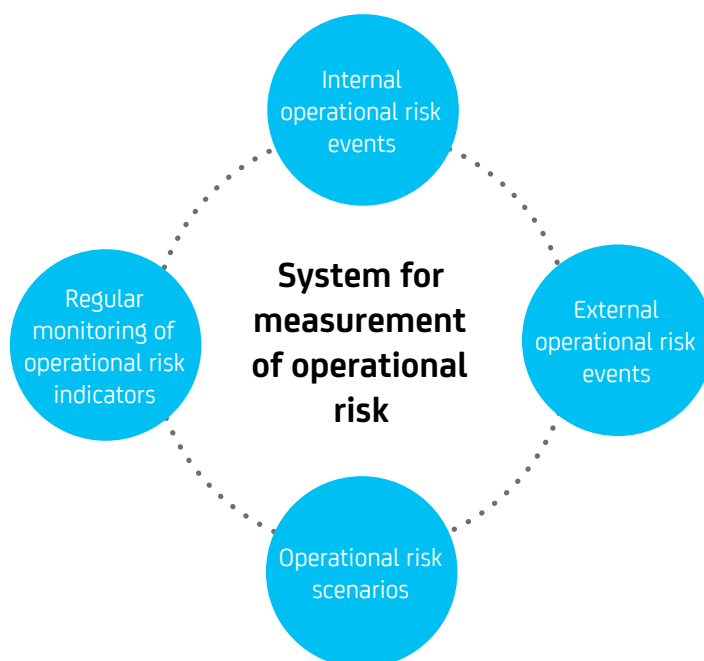 Internal
operational risk
events
System for
measurement
of operational
risk
Regular
monitoring of
operational risk
indicators
External
operational risk
events
Operational risk
scenarios